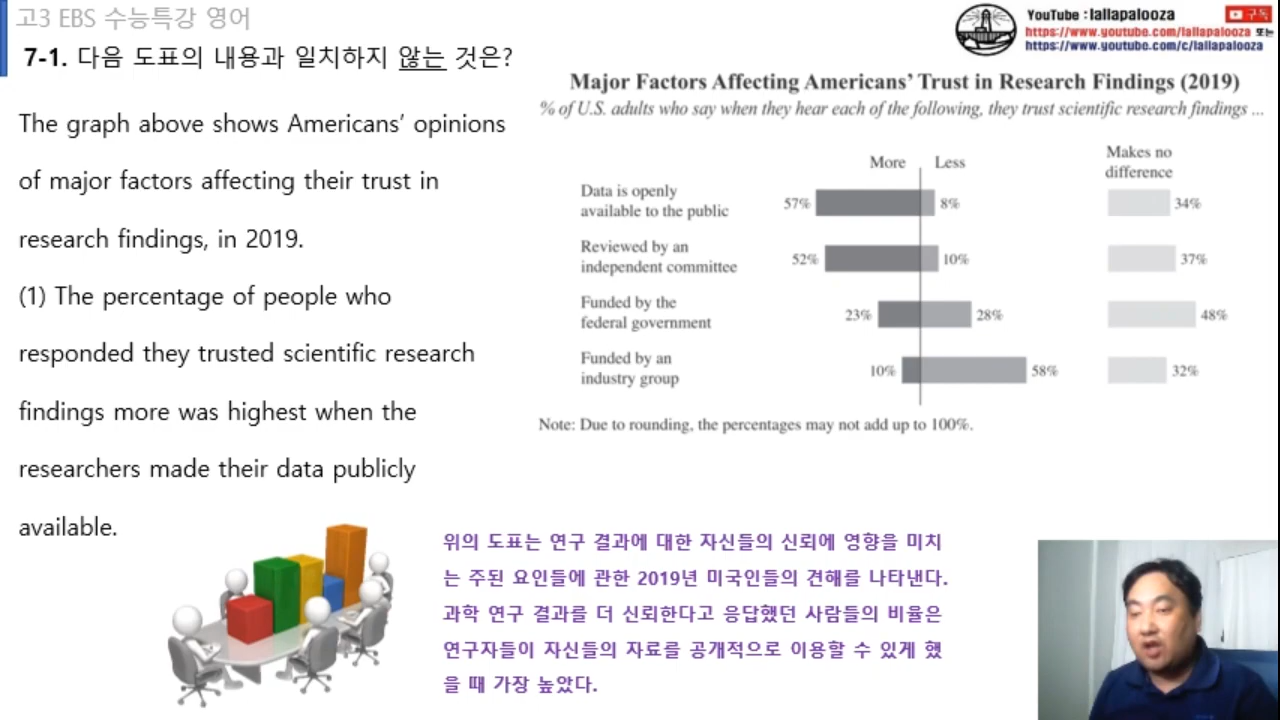 고3 EBS 수능특강 영어
7-1. 다음 도표의 내용과 일치하지 않는 것은?
YouTube : lallapalooza
구독
https://www.youtube.com/lallapalooza 또는
https://www.youtube.com/c/lallapalooza
The graph above shows Americans' opinions
of major factors affecting their trust in
research findings, in 2019.
(1) The percentage of people who
responded they trusted scientific research
findings more was highest when the
researchers made their data publicly
available.
Major Factors Affecting Americans' Trust in Research Findings (2019)
% of U.S. adults who say when they hear each of the following, they trust scientific research findings ...
More Less Makes no
difference
Data is openly
available to the public 57% 8% 34%
Reviewed by an
independent committee 52% 10% 37%
Funded by the
federal government 23% 28% 48%
Funded by an
industry group 10% 58% 32%
Note: Due to rounding, the percentages may not add up to 100%.
위의 도표는 연구 결과에 대한 자신들의 신뢰에 영향을 미치
는 주된 요인들에 관한 2019년 미국인들의 견해를 나타낸다.
과학 연구 결과를 더 신뢰한다고 응답했던 사람들의 비율은
연구자들이 자신들의 자료를 공개적으로 이용할 수 있게 했
을 때 가장 높았다.